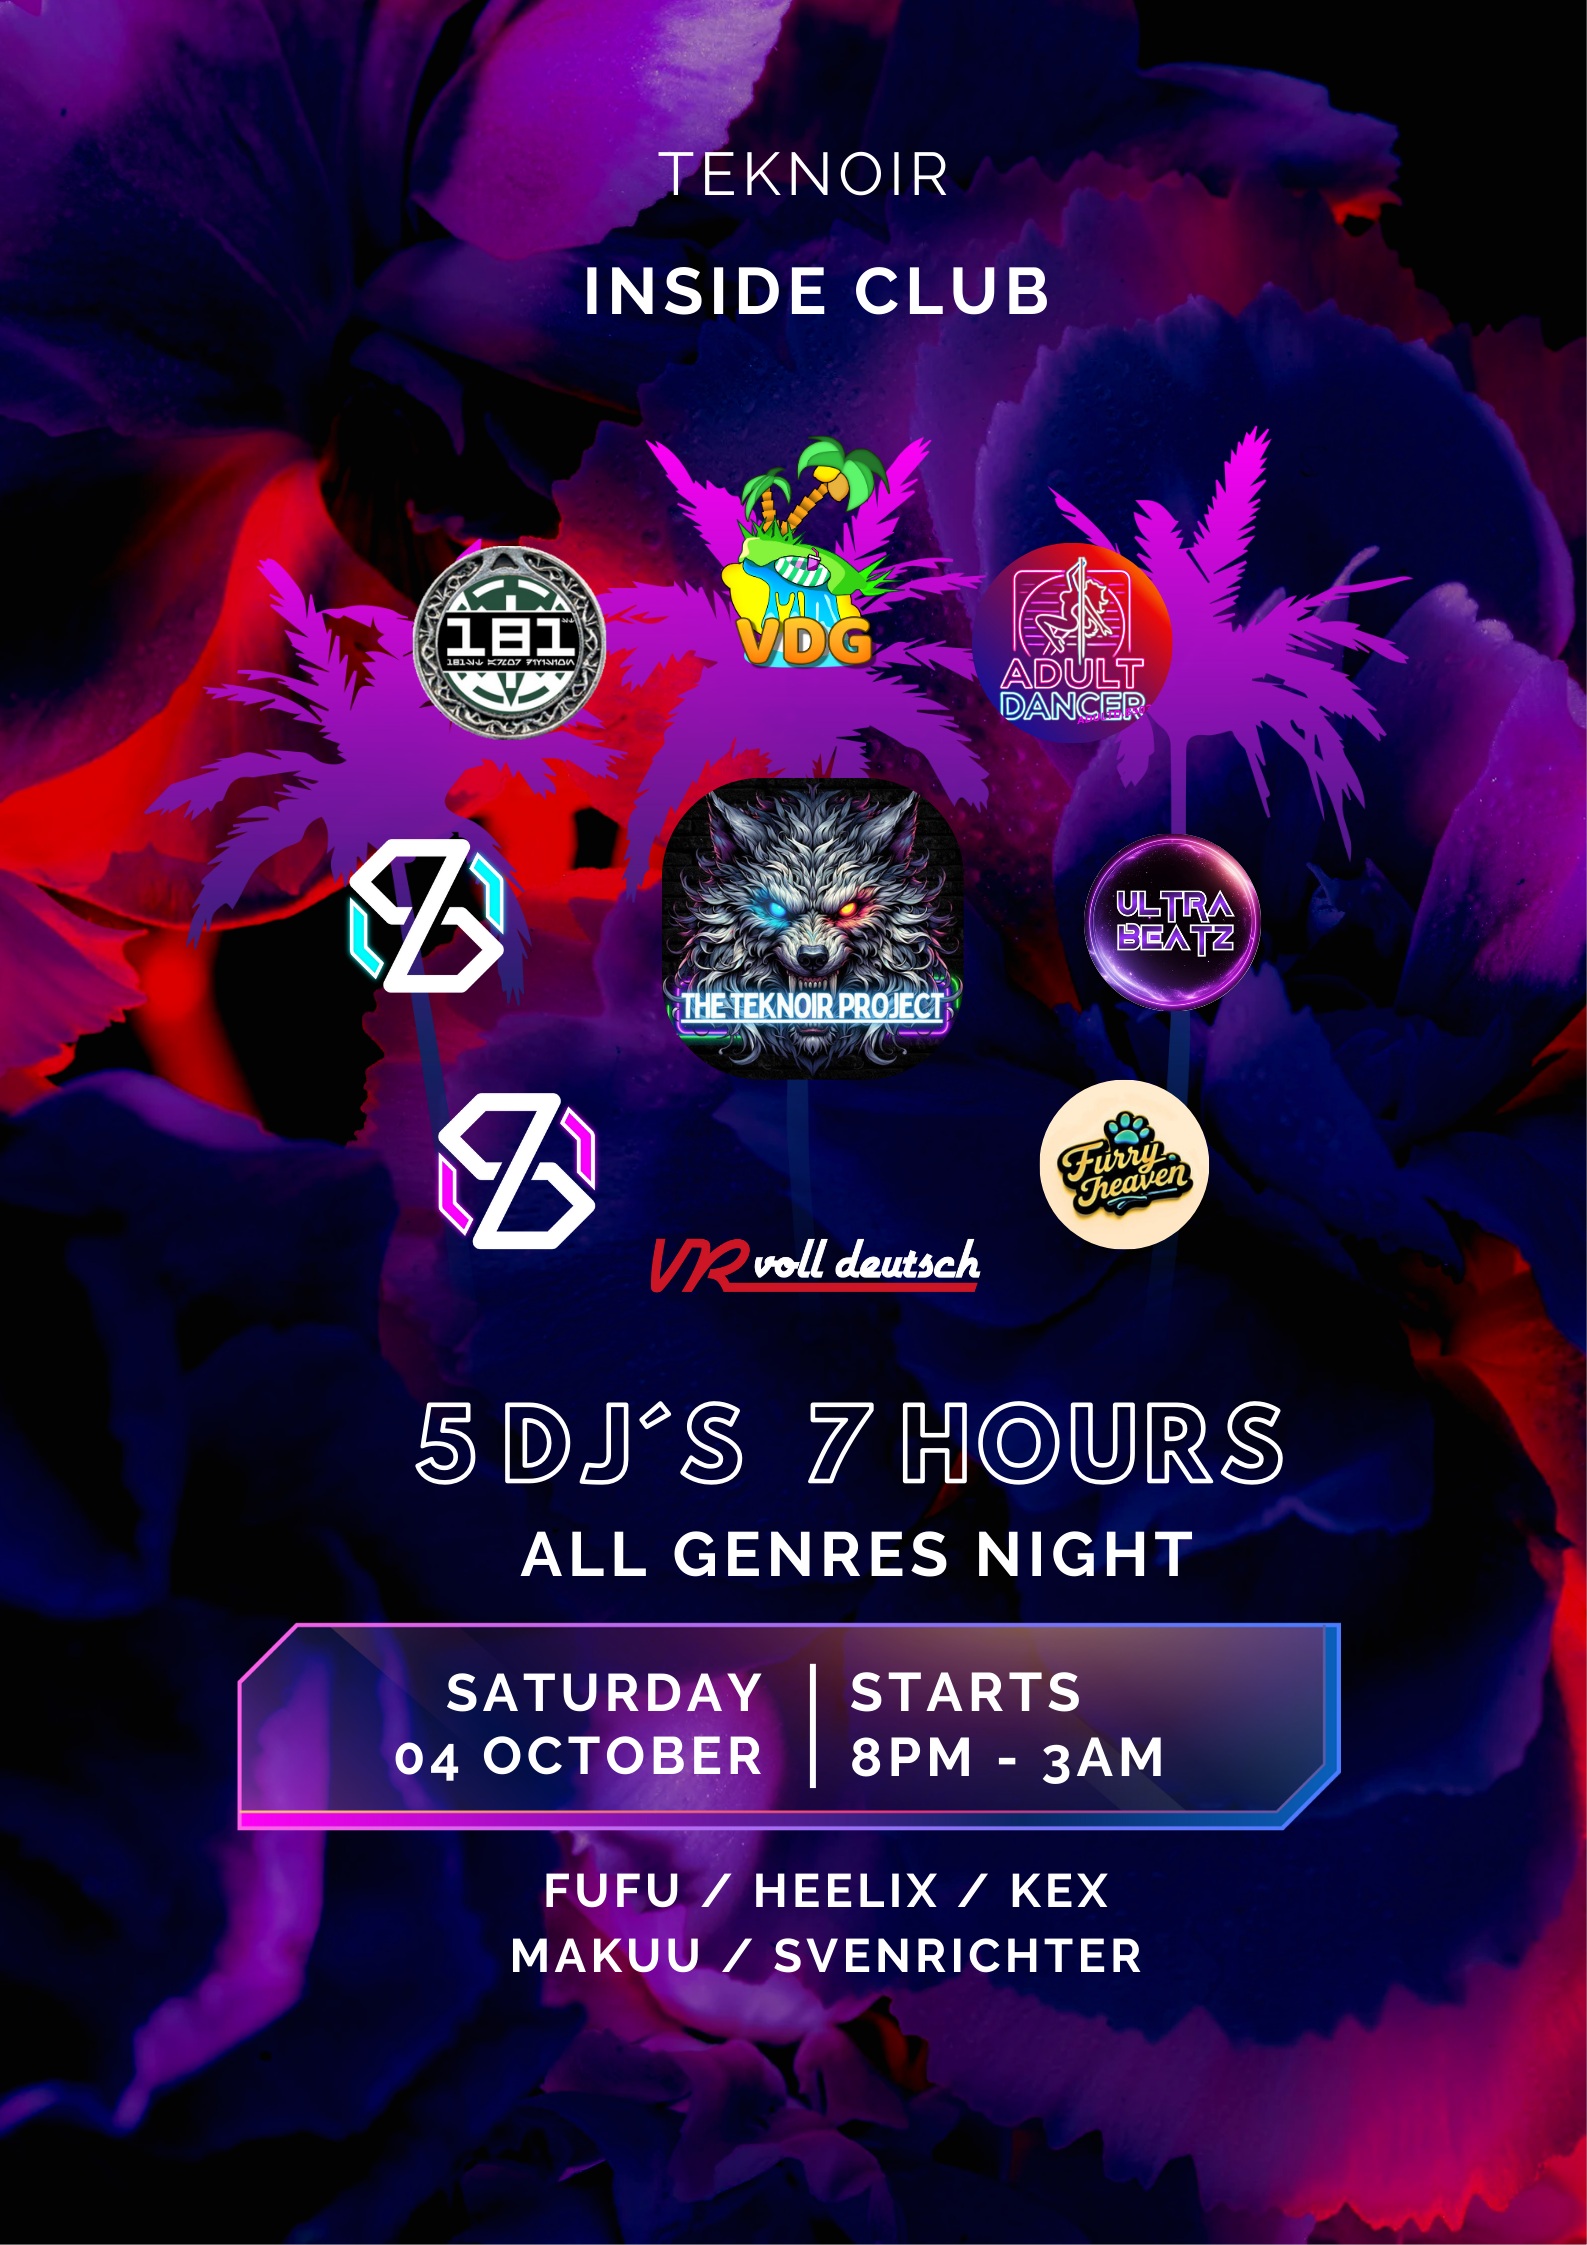 TEKNOIR
INSIDE CLUB
VDG
181
ADULT
DANCER
THE TEKNOIR PROJECT
ULTRA
BEATZ
Furry
heaven
VR voll deutsch
5 DJ´S 7 HOURS
ALL GENRES NIGHT
SATURDAY
04 OCTOBER
STARTS
8PM - 3AM
FUFU / HEELIX / KEX
MAKUU / SVENRICHTER